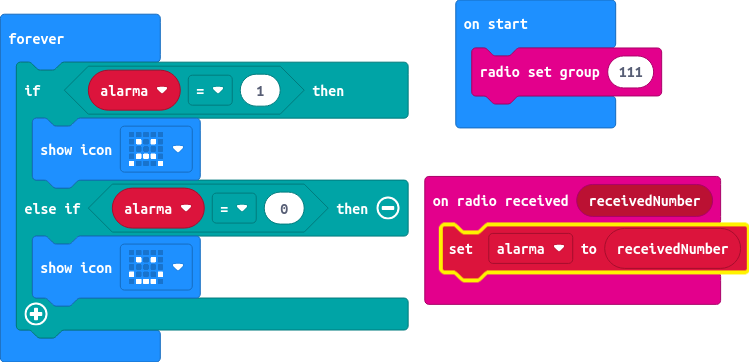 forever
if alarma = 1 then
show icon
else if alarma = 0 then
show icon
on start
radio set group 111
on radio received receivedNumber
set alarma to receivedNumber